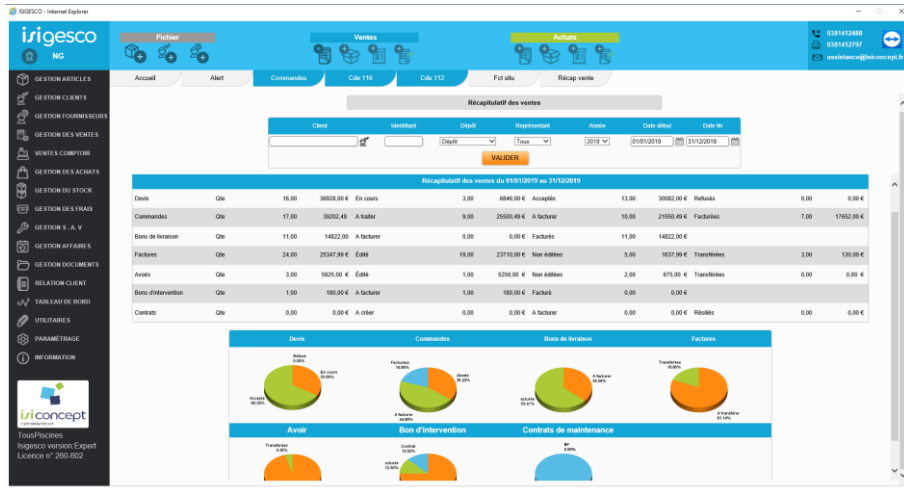 ISIGESCO - Internet Explorer
isigesco
NG
Fichier
Ventes
Achats
0381412488
0381412797
assistance@isiconcept.fr
Accueil Alert Commandes Cde 116 Cde 112 Fct situ Récap vente
GESTION ARTICLES
GESTION CLIENTS
GESTION FOURNISSEURS
GESTION DES VENTES
VENTES COMPTOIR
GESTION DES ACHATS
GESTION DU STOCK
GESTION DES FRAIS
GESTION S.A.V
GESTION AFFAIRES
GESTION DOCUMENTS
RELATION CLIENT
TABLEAU DE BORD
UTILITAIRES
PARAMÉTRAGE
INFORMATION
isiconcept
TousPiscines
Isigesco version:Expert
Licence n° 260-602
Récapitulatif des ventes
Client Identifiant Dépôt Représentant Année Date début Date fin
Dépôt Tous 2019 01/01/2019 31/12/2019
VALIDER
Récapitulatif des ventes du 01/01/2019 au 31/12/2019
Devis Qte 16,00 36928,00 € En cours 3,00 6846,00 € Acceptés 13,00 30082,00 € Refusés 0,00 0,00 €
Commandes Qte 17,00 39202,49 A traiter 9,00 25500,49 € A facturer 10,00 21550,49 € Facturées 7,00 17652,00 €
Bons de livraison Qte 11,00 14822,00 A facturer 0,00 0,00 € Facturés 11,00 14822,00 €
Factures Qte 24,00 25347,99 € Édité 19,00 23710,00 € Non éditées 5,00 1637,99 € Transférées 3,00 130,00 €
Avoirs Qte 3,00 5925,00 € Édité 1,00 5250,00 € Non éditées 2,00 675,00 € Transférées 0,00 0,00 €
Bons d'intervention Qte 1,00 180,00 € A facturer 1,00 180,00 € Facturé 0,00 0,00 €
Contrats Qte 0,00 0,00 € A créer 0,00 0,00 € A facturer 0,00 0,00 € Résiliés 0,00 0,00 €
Devis Commandes Bons de livraison Factures
Refusé
En cours
Accepté
Facturées
A facturer
A facturer
Transférées
A transférer
Avoir Bon d'intervention Contrats de maintenance
Transférées
Contrat